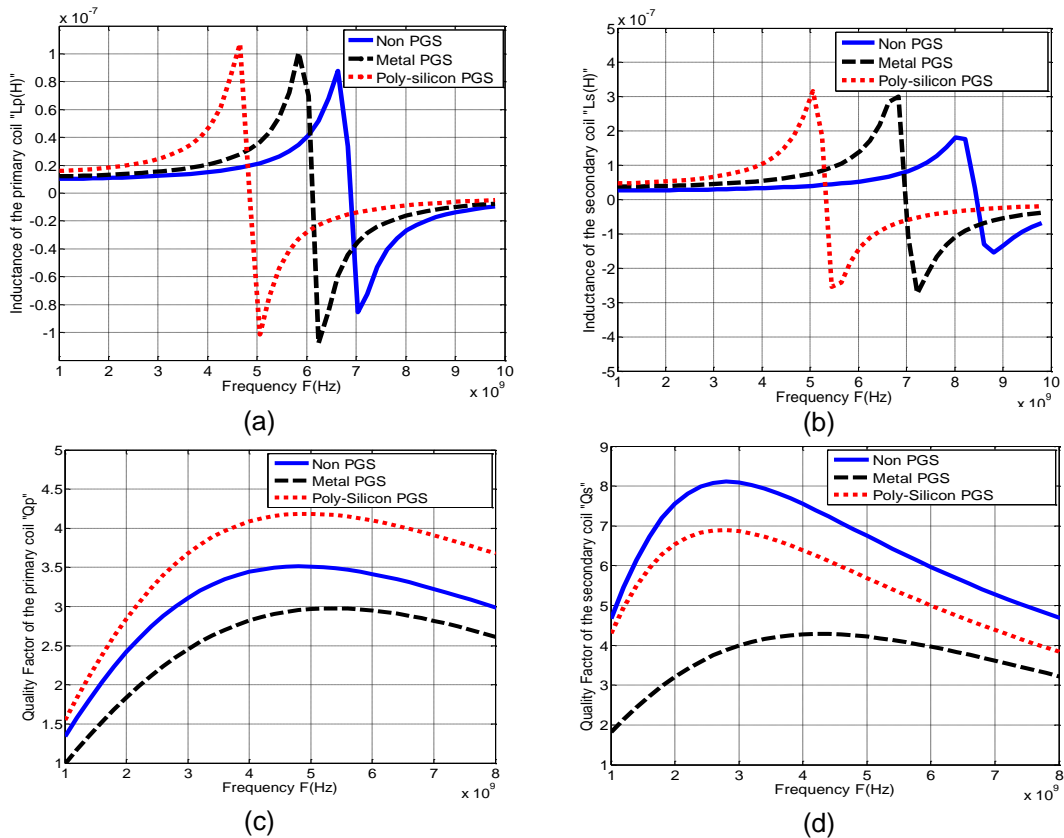 x 10^-7
Inductance of the primary coil "Lp(H)"
1
0.8
0.6
0.4
0.2
0
-0.2
-0.4
-0.6
-0.8
-1
Non PGS
Metal PGS
Poly-silicon PGS
1 2 3 4 5 6 7 8 9 10
Frequency F(Hz)
x 10^9
(a)
x 10^-7
Inductance of the secondary coil "Ls(H)"
5
4
3
2
1
0
-1
-2
-3
-4
-5
Non PGS
Metal PGS
Poly-silicon PGS
1 2 3 4 5 6 7 8 9 10
Frequency F(Hz)
x 10^9
(b)
Quality Factor of the primary coil "Qp"
5
4.5
4
3.5
3
2.5
2
1.5
1
Non PGS
Metal PGS
Poly-Silicon PGS
1 2 3 4 5 6 7 8
Frequency F(Hz)
x 10^9
(c)
Quality Factor of the secondary coil "Qs"
9
8
7
6
5
4
3
2
1
Non PGS
Metal PGS
Poly-Silicon PGS
1 2 3 4 5 6 7 8
Frequency F(Hz)
x 10^9
(d)